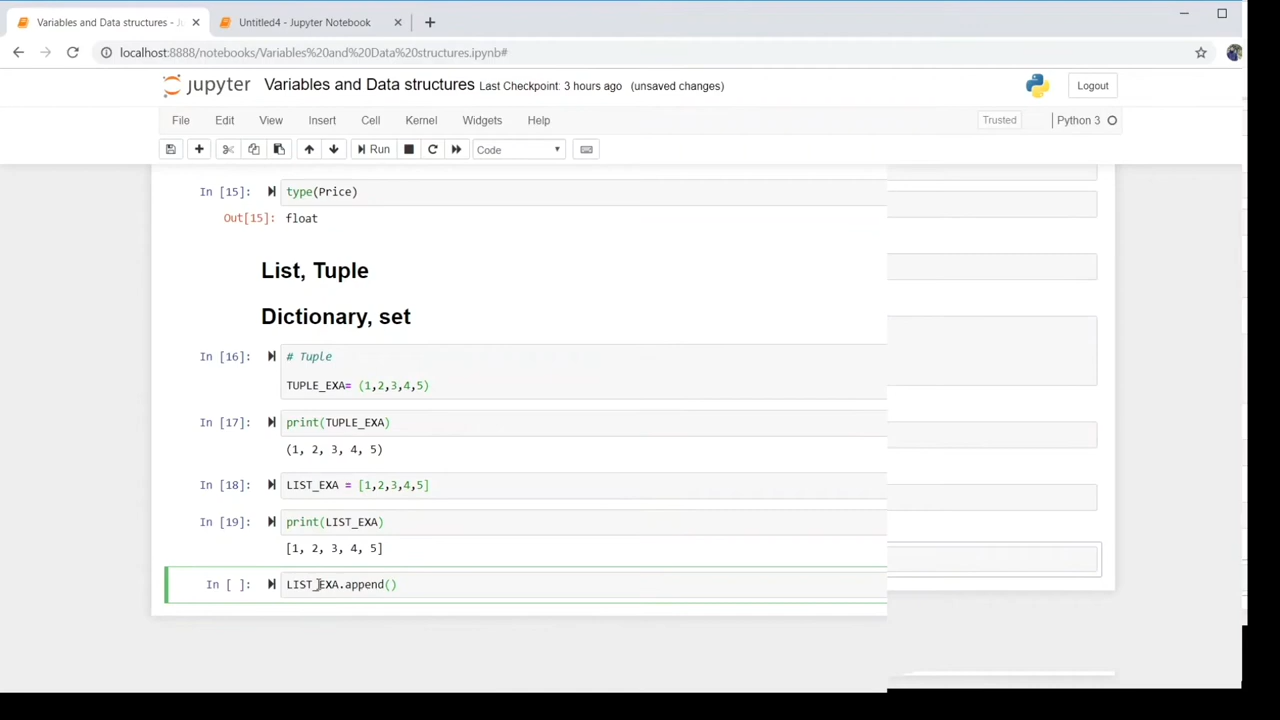 Variables and Data structures - Ju
Untitled4 - Jupyter Notebook
localhost:8888/notebooks/Variables%20and%20Data%20structures.ipynb#
jupyter Variables and Data structures Last Checkpoint: 3 hours ago (unsaved changes) Logout
File Edit View Insert Cell Kernel Widgets Help Trusted Python 3
Run Code
In [15]: type(Price)
Out[15]: float
List, Tuple
Dictionary, set
In [16]: # Tuple
TUPLE_EXA= (1,2,3,4,5)
In [17]: print(TUPLE_EXA)
(1, 2, 3, 4, 5)
In [18]: LIST_EXA = [1,2,3,4,5]
In [19]: print(LIST_EXA)
[1, 2, 3, 4, 5]
In [ ]: LIST_EXA.append()